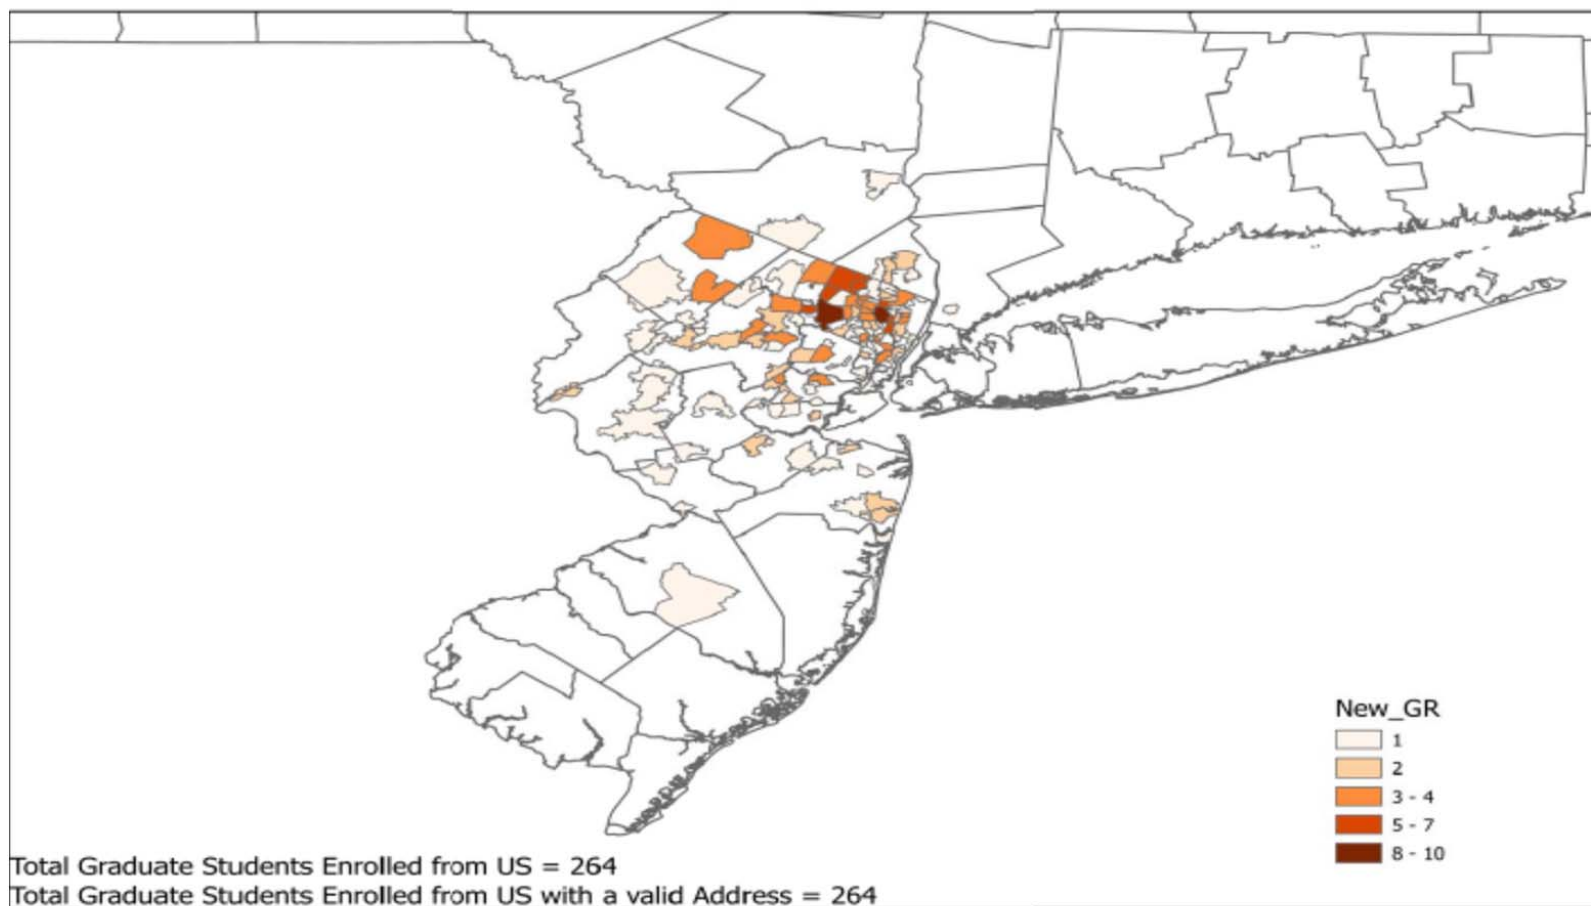 New_GR
1
2
3 - 4
5 - 7
8 - 10
Total Graduate Students Enrolled from US = 264
Total Graduate Students Enrolled from US with a valid Address = 264